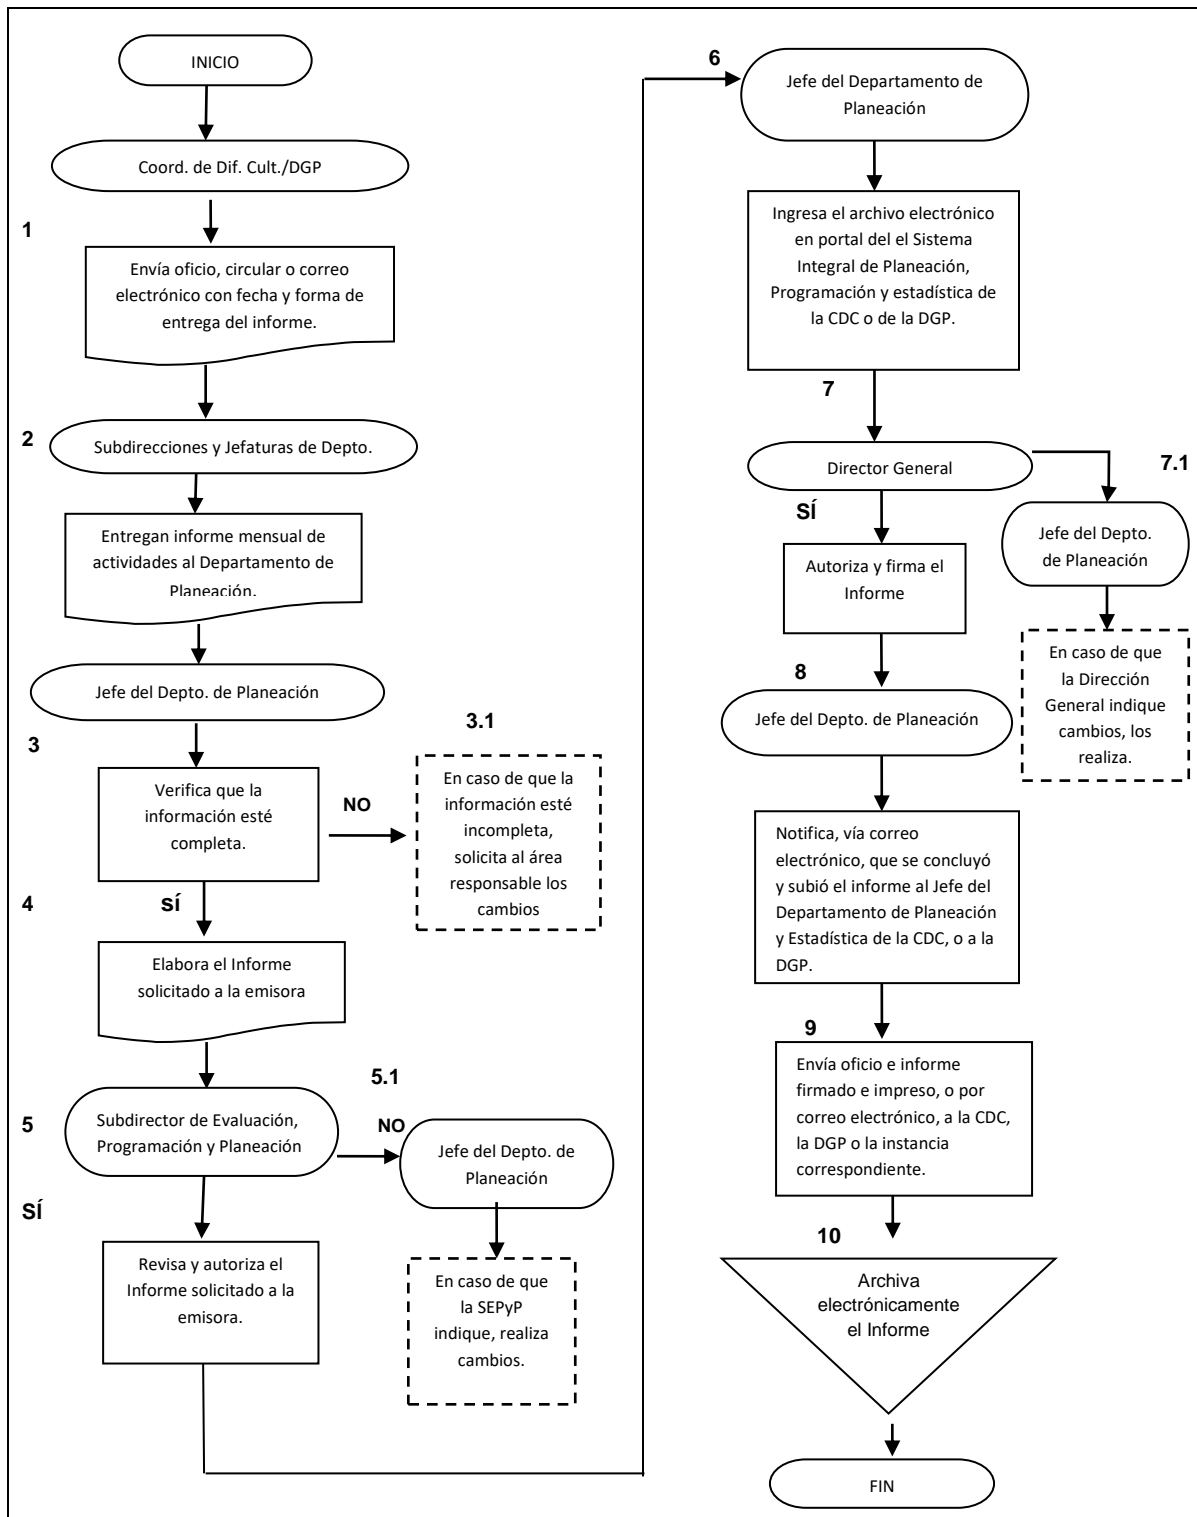 INICIO
Coord. de Dif. Cult./DGP
1
Envía oficio, circular o correo
electrónico con fecha y forma de
entrega del informe.
2
Subdirecciones y Jefaturas de Depto.
Entregan informe mensual de
actividades al Departamento de
Planeación.
Jefe del Depto. de Planeación
3
Verifica que la
información esté
completa.
NO
3.1
En caso de que la
información esté
incompleta,
solicita al área
responsable los
cambios
4
SÍ
Elabora el Informe
solicitado a la emisora
5
Subdirector de Evaluación,
Programación y Planeación
5.1
NO
Jefe del Depto. de
Planeación
En caso de que
la SEPyP
indique, realiza
cambios.
SÍ
Revisa y autoriza el
Informe solicitado a la
emisora.
6
Jefe del Departamento de
Planeación
Ingresa el archivo electrónico
en portal del el Sistema
Integral de Planeación,
Programación y estadística de
la CDC o de la DGP.
7
Director General
7.1
Jefe del Depto.
de Planeación
En caso de que
la Dirección
General indique
cambios, los
realiza.
SÍ
Autoriza y firma el
Informe
8
Jefe del Depto. de Planeación
Notifica, vía correo
electrónico, que se concluyó
y subió el informe al Jefe del
Departamento de Planeación
y Estadística de la CDC, o a la
DGP.
9
Envía oficio e informe
firmado e impreso, o por
correo electrónico, a la CDC,
la DGP o la instancia
correspondiente.
10
Archiva
electrónicamente
el Informe
FIN